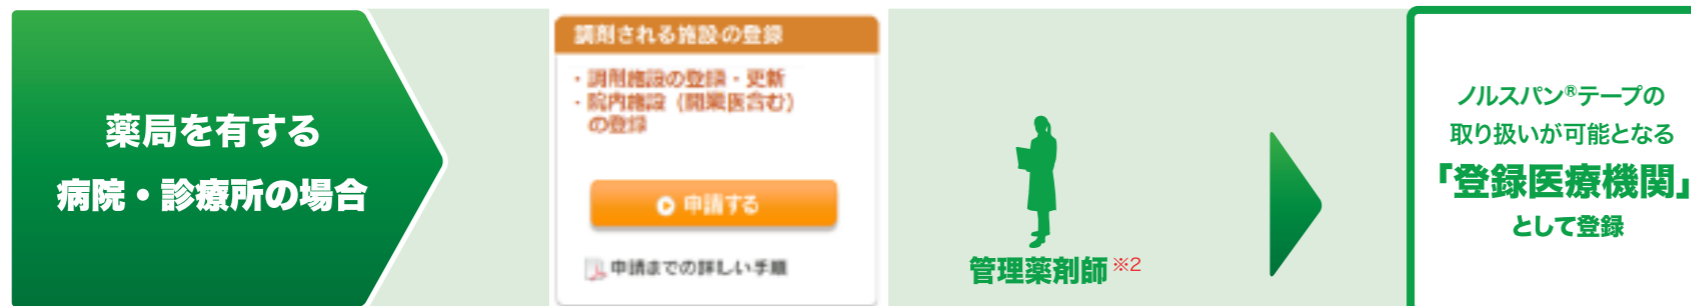 薬局を有する
病院・診療所の場合
調剤される施設の登録
・調剤施設の登録・更新
・院内施設（開業医含む）
の登録
申請する
申請までの詳しい手順
管理薬剤師※2
ノルスパン®テープの
取り扱いが可能となる
「登録医療機関」
として登録